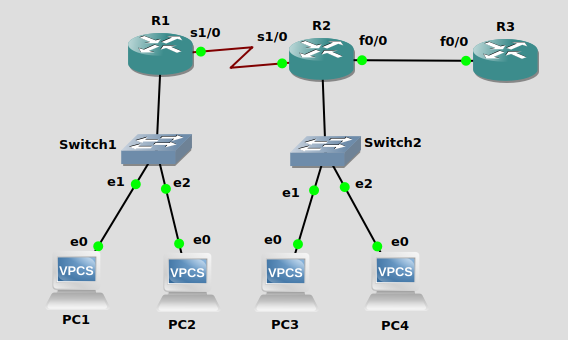 R1
R2
R3
s1/0
s1/0
f0/0
f0/0
Switch1
Switch2
e1
e2
e1
e2
e0
e0
e0
e0
VPCS
VPCS
VPCS
VPCS
PC1
PC2
PC3
PC4